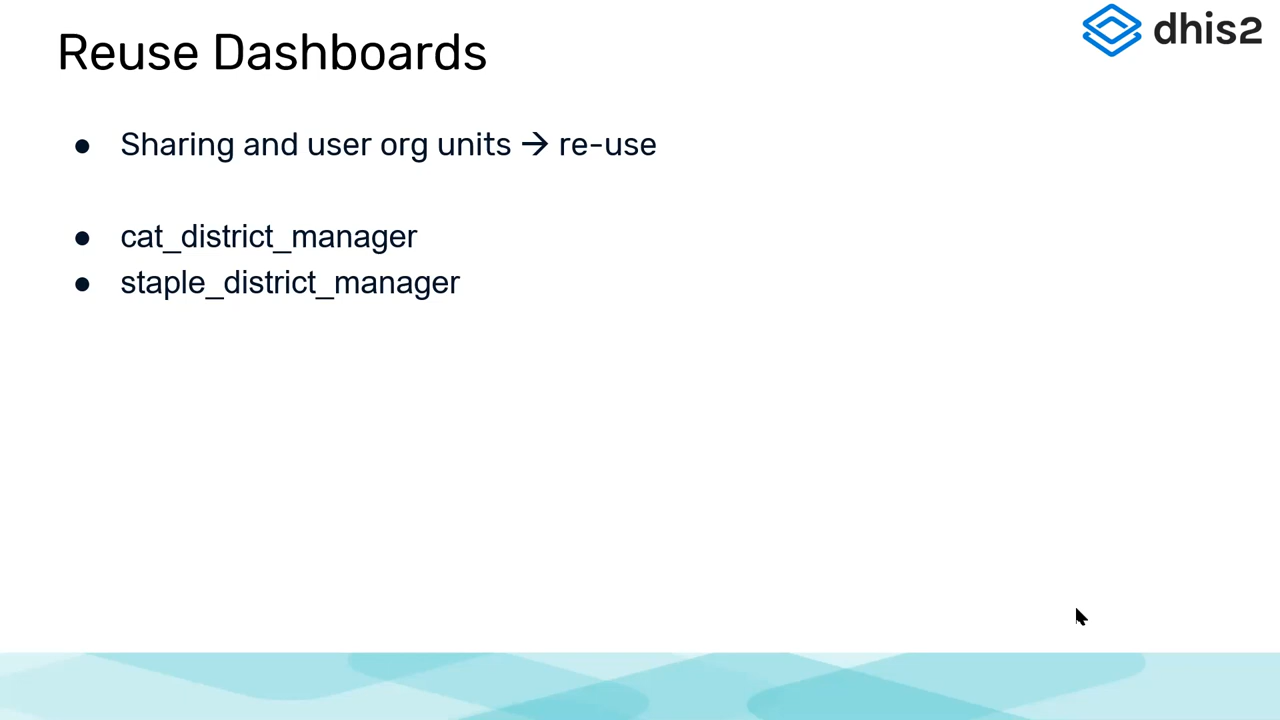 Reuse Dashboards
dhis2
● Sharing and user org units → re-use
● cat_district_manager
● staple_district_manager